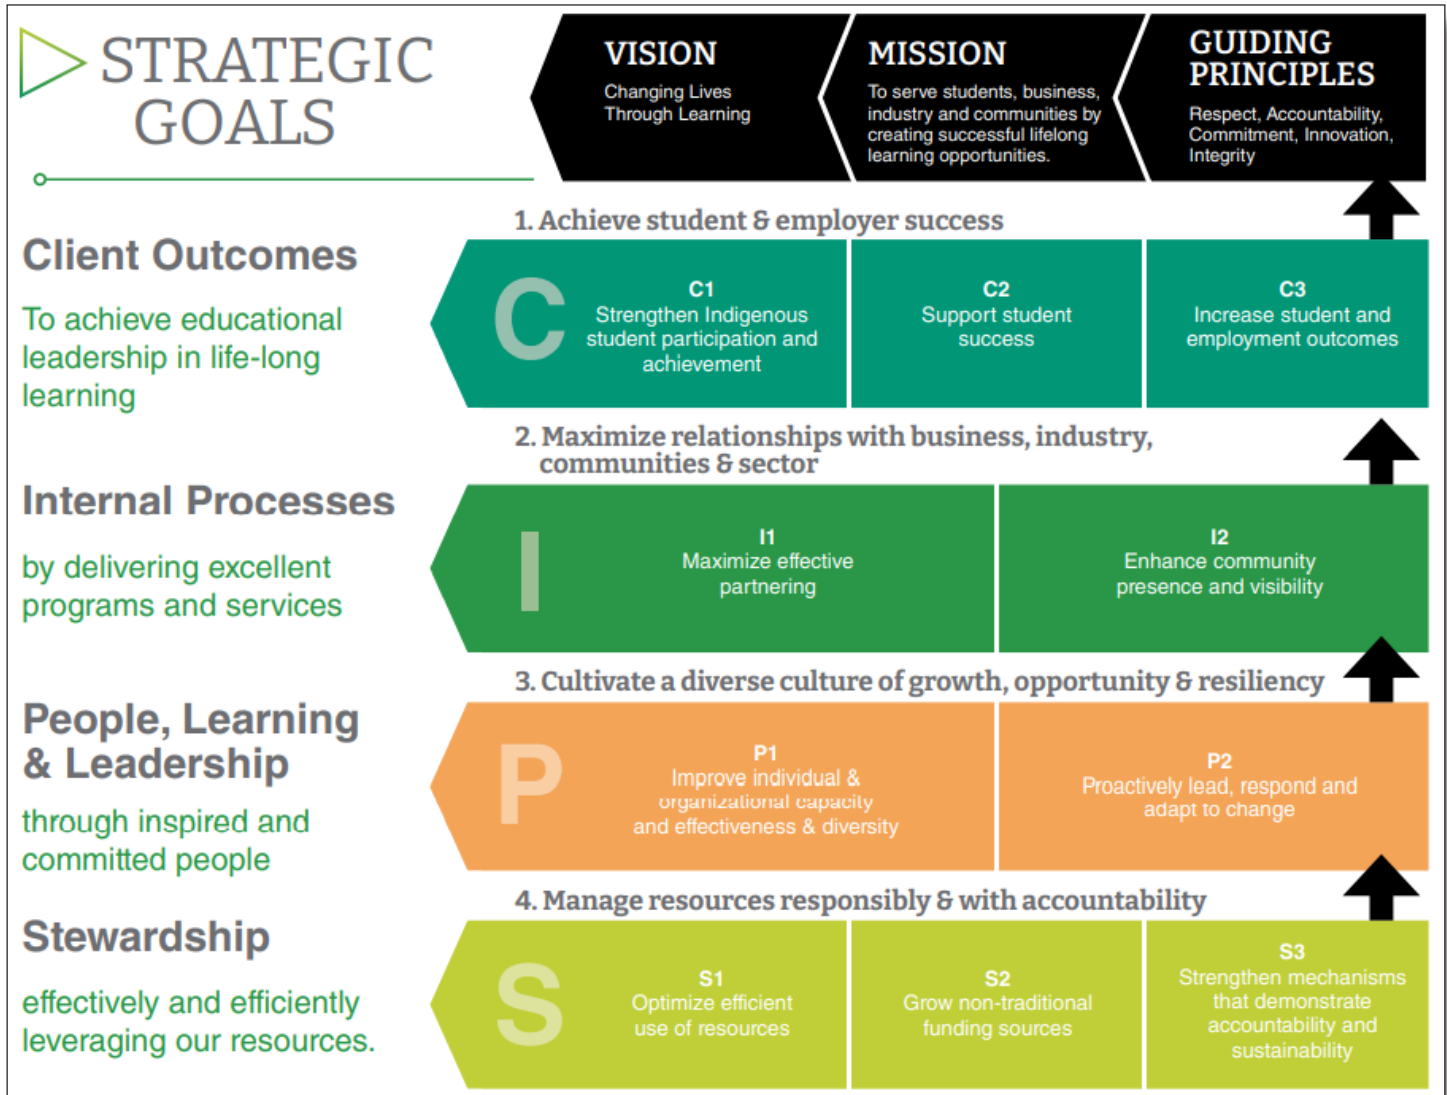 STRATEGIC
GOALS
VISION
Changing Lives
Through Learning
MISSION
To serve students, business,
industry and communities by
creating successful lifelong
learning opportunities.
GUIDING
PRINCIPLES
Respect, Accountability,
Commitment, Innovation,
Integrity
Client Outcomes
To achieve educational
leadership in life-long
learning
1. Achieve student & employer success
C
C1
Strengthen Indigenous
student participation and
achievement
C2
Support student
success
C3
Increase student and
employment outcomes
Internal Processes
by delivering excellent
programs and services
2. Maximize relationships with business, industry,
communities & sector
I
I1
Maximize effective
partnering
I2
Enhance community
presence and visibility
People, Learning
& Leadership
through inspired and
committed people
3. Cultivate a diverse culture of growth, opportunity & resiliency
P
P1
Improve individual &
organizational capacity
and effectiveness & diversity
P2
Proactively lead, respond and
adapt to change
Stewardship
effectively and efficiently
leveraging our resources.
4. Manage resources responsibly & with accountability
S
S1
Optimize efficient
use of resources
S2
Grow non-traditional
funding sources
S3
Strengthen mechanisms
that demonstrate
accountability and
sustainability